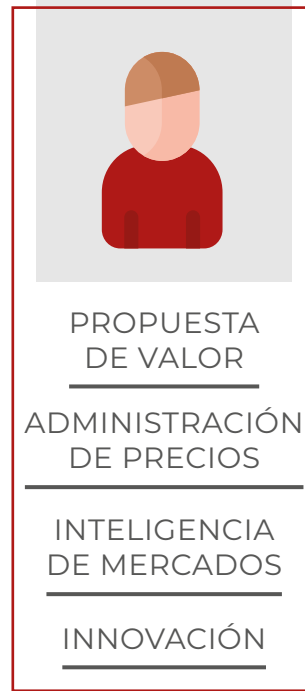 PROPUESTA
DE VALOR
ADMINISTRACIÓN
DE PRECIOS
INTELIGENCIA
DE MERCADOS
INNOVACIÓN